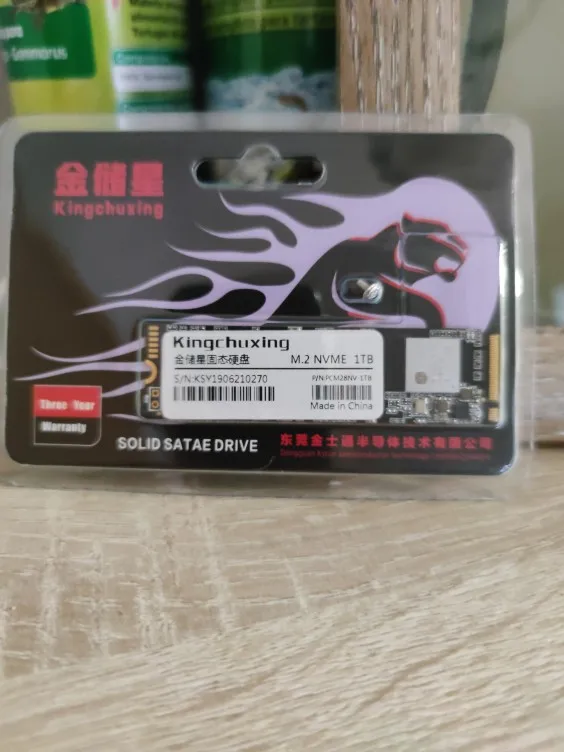 金储星
Kingchuxing
Kingchuxing
金储星固态硬盘
M.2 NVME 1TB
S/N:KSY1906210270
P/N:PCM28NV-1TB
Made in China
Three Year
Warranty
SOLID SATAE DRIVE
东莞金士通半导体技术有限公司